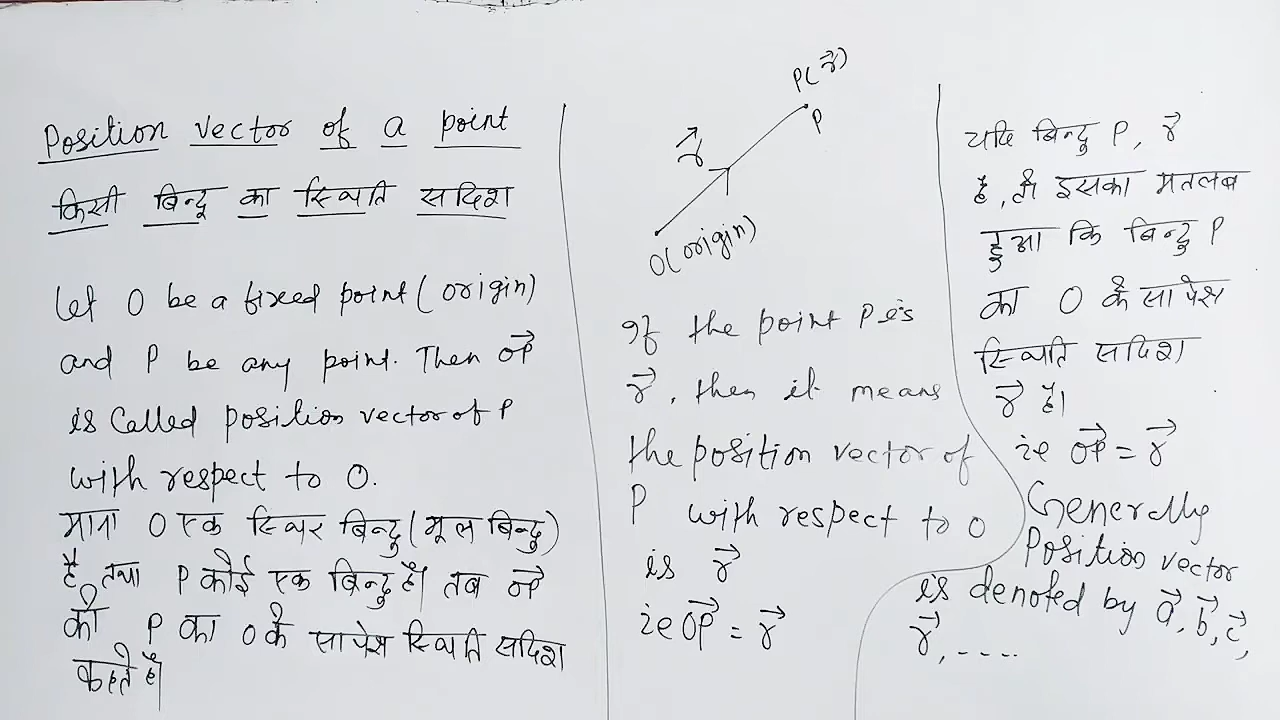 Position vector of a point
किसी बिन्दू का स्थिति सदिश
Let O be a fixed point (origin)
and P be any point. Then OP⃗
is called position vector of P
with respect to O.
माना O एक स्थिर बिन्दु (मूल बिन्दु)
है, तथा P कोई एक बिन्दु है। तब OP⃗
को P का O के सापेक्ष स्थिति सदिश
कहते है।
P(r⃗)
P
r⃗
O(origin)
If the point P is
r⃗, then it means
the position vector of
P with respect to O
is r⃗
ie OP⃗ = r⃗
यदि बिन्दु P, r⃗
है, तो इसका मतलब
हुआ कि बिन्दु P
का O के सापेक्ष
स्थिति सदिश
r⃗ है।
ie OP⃗ = r⃗
Generally
Position vector
is denoted by a⃗, b⃗, c⃗,
r⃗, ----